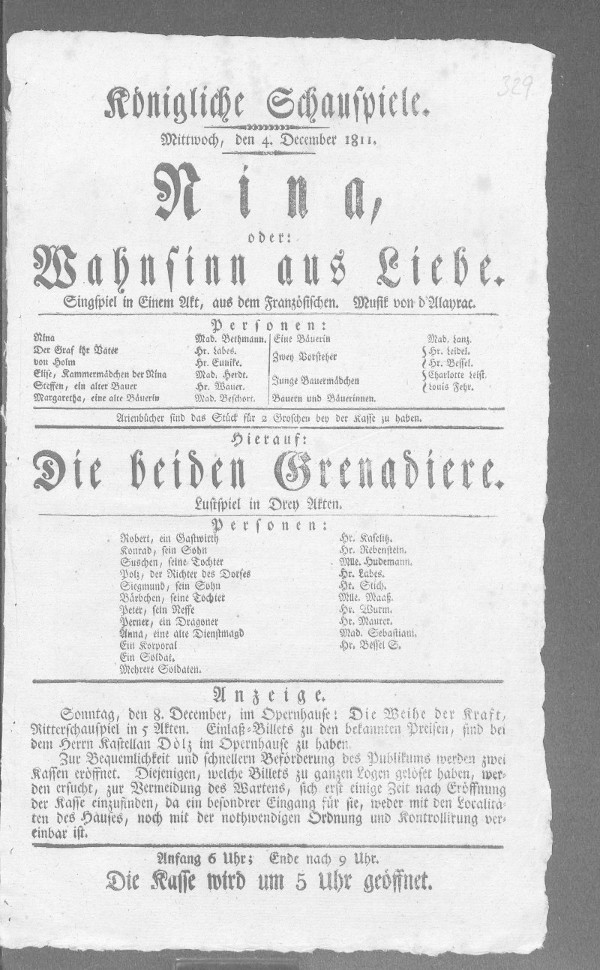 329
Königliche Schauspiele.
Mittwoch, den 4. December 1811.
Nina,
oder:
Wahnsinn aus Liebe.
Singspiel in Einem Akt, aus dem Französischen. Musik von d'Alayrac.
Personen:
Nina Mad. Bethmann.
Der Graf ihr Vater Hr. Labes.
von Holm Hr. Eunike.
Elise, Kammermädchen der Nina Mad. Herdt.
Steffen, ein alter Bauer Hr. Wauer.
Margaretha, eine alte Bäuerin Mad. Beschort.
Eine Bäuerin Mad. Lanz.
Zwey Vorsteher Hr. Leidel.
Hr. Bessel.
Junge Bauermädchen Charlotte Leist.
Louis Fehr.
Bauern und Bäuerinnen.
Arienbücher sind das Stück für 2 Groschen bey der Kasse zu haben.
Hierauf:
Die beiden Grenadiere.
Lustspiel in Drey Akten.
Personen:
Robert, ein Gastwirth Hr. Kaselitz.
Konrad, sein Sohn Hr. Rebenstein.
Suschen, seine Tochter Mlle. Hudemann.
Polz, der Richter des Dorfes Hr. Labes.
Siegmund, sein Sohn Hr. Stich.
Bärbchen, seine Tochter Mlle. Maaß.
Peter, sein Neffe Hr. Wurm.
Perner, ein Dragoner Hr. Maurer.
Anna, eine alte Dienstmagd Mad. Sebastiani.
Ein Korporal Hr. Bessel S.
Ein Soldat.
Mehrere Soldaten.
Anzeige.
Sonntag, den 8. December, im Opernhause: Die Weihe der Kraft,
Ritterschauspiel in 5 Akten. Einlaß-Billets zu den bekannten Preisen, sind bei
dem Herrn Kastellan Dölz im Opernhause zu haben.
Zur Bequemlichkeit und schnellern Beförderung des Publikums werden zwei
Kassen eröffnet. Diejenigen, welche Billets zu ganzen Logen gelöset haben, wer-
den ersucht, zur Vermeidung des Wartens, sich erst einige Zeit nach Eröffnung
der Kasse einzufinden, da ein besondrer Eingang für sie, weder mit den Localitä-
ten des Hauses, noch mit der nothwendigen Ordnung und Kontrollirung ver-
einbar ist.
Anfang 6 Uhr; Ende nach 9 Uhr.
Die Kasse wird um 5 Uhr geöffnet.